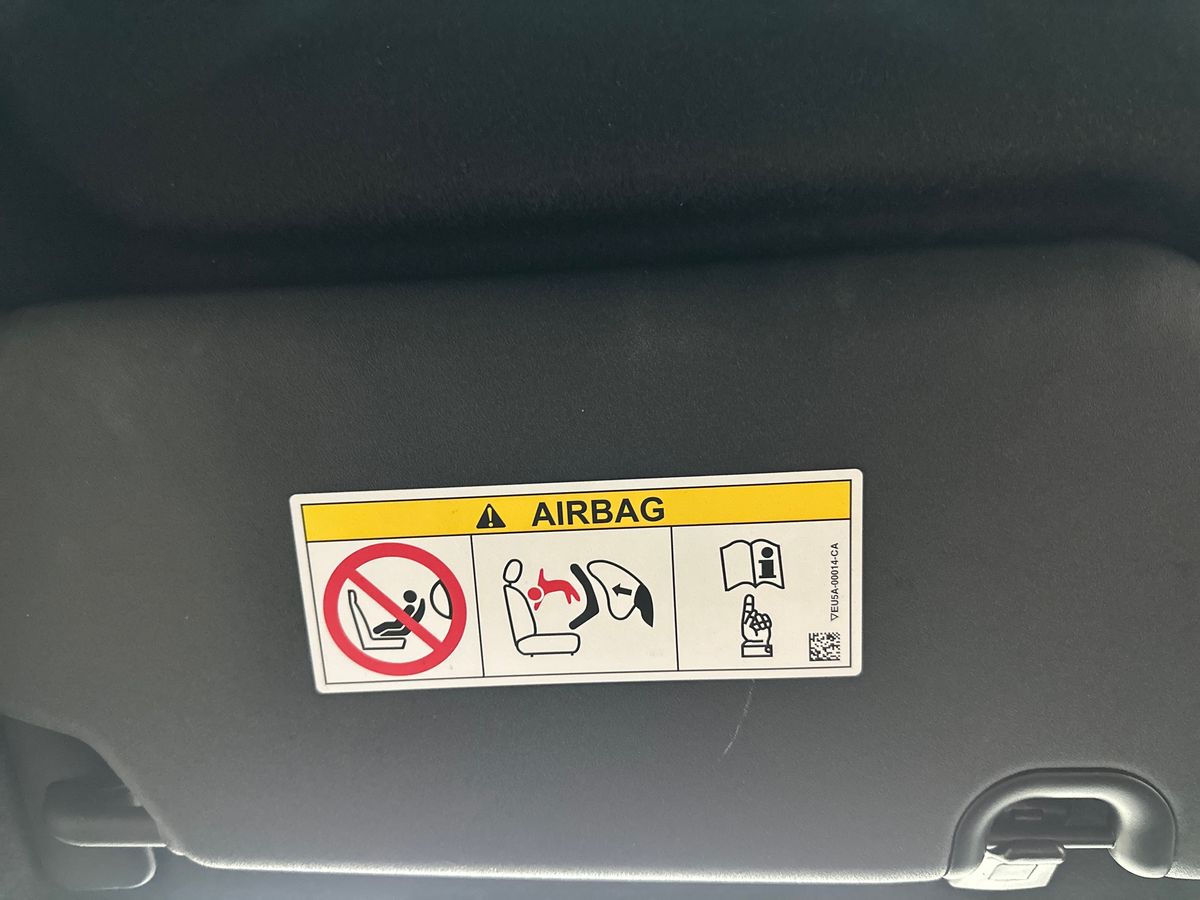 AIRBAG
i
▽EU5A-00014-CA